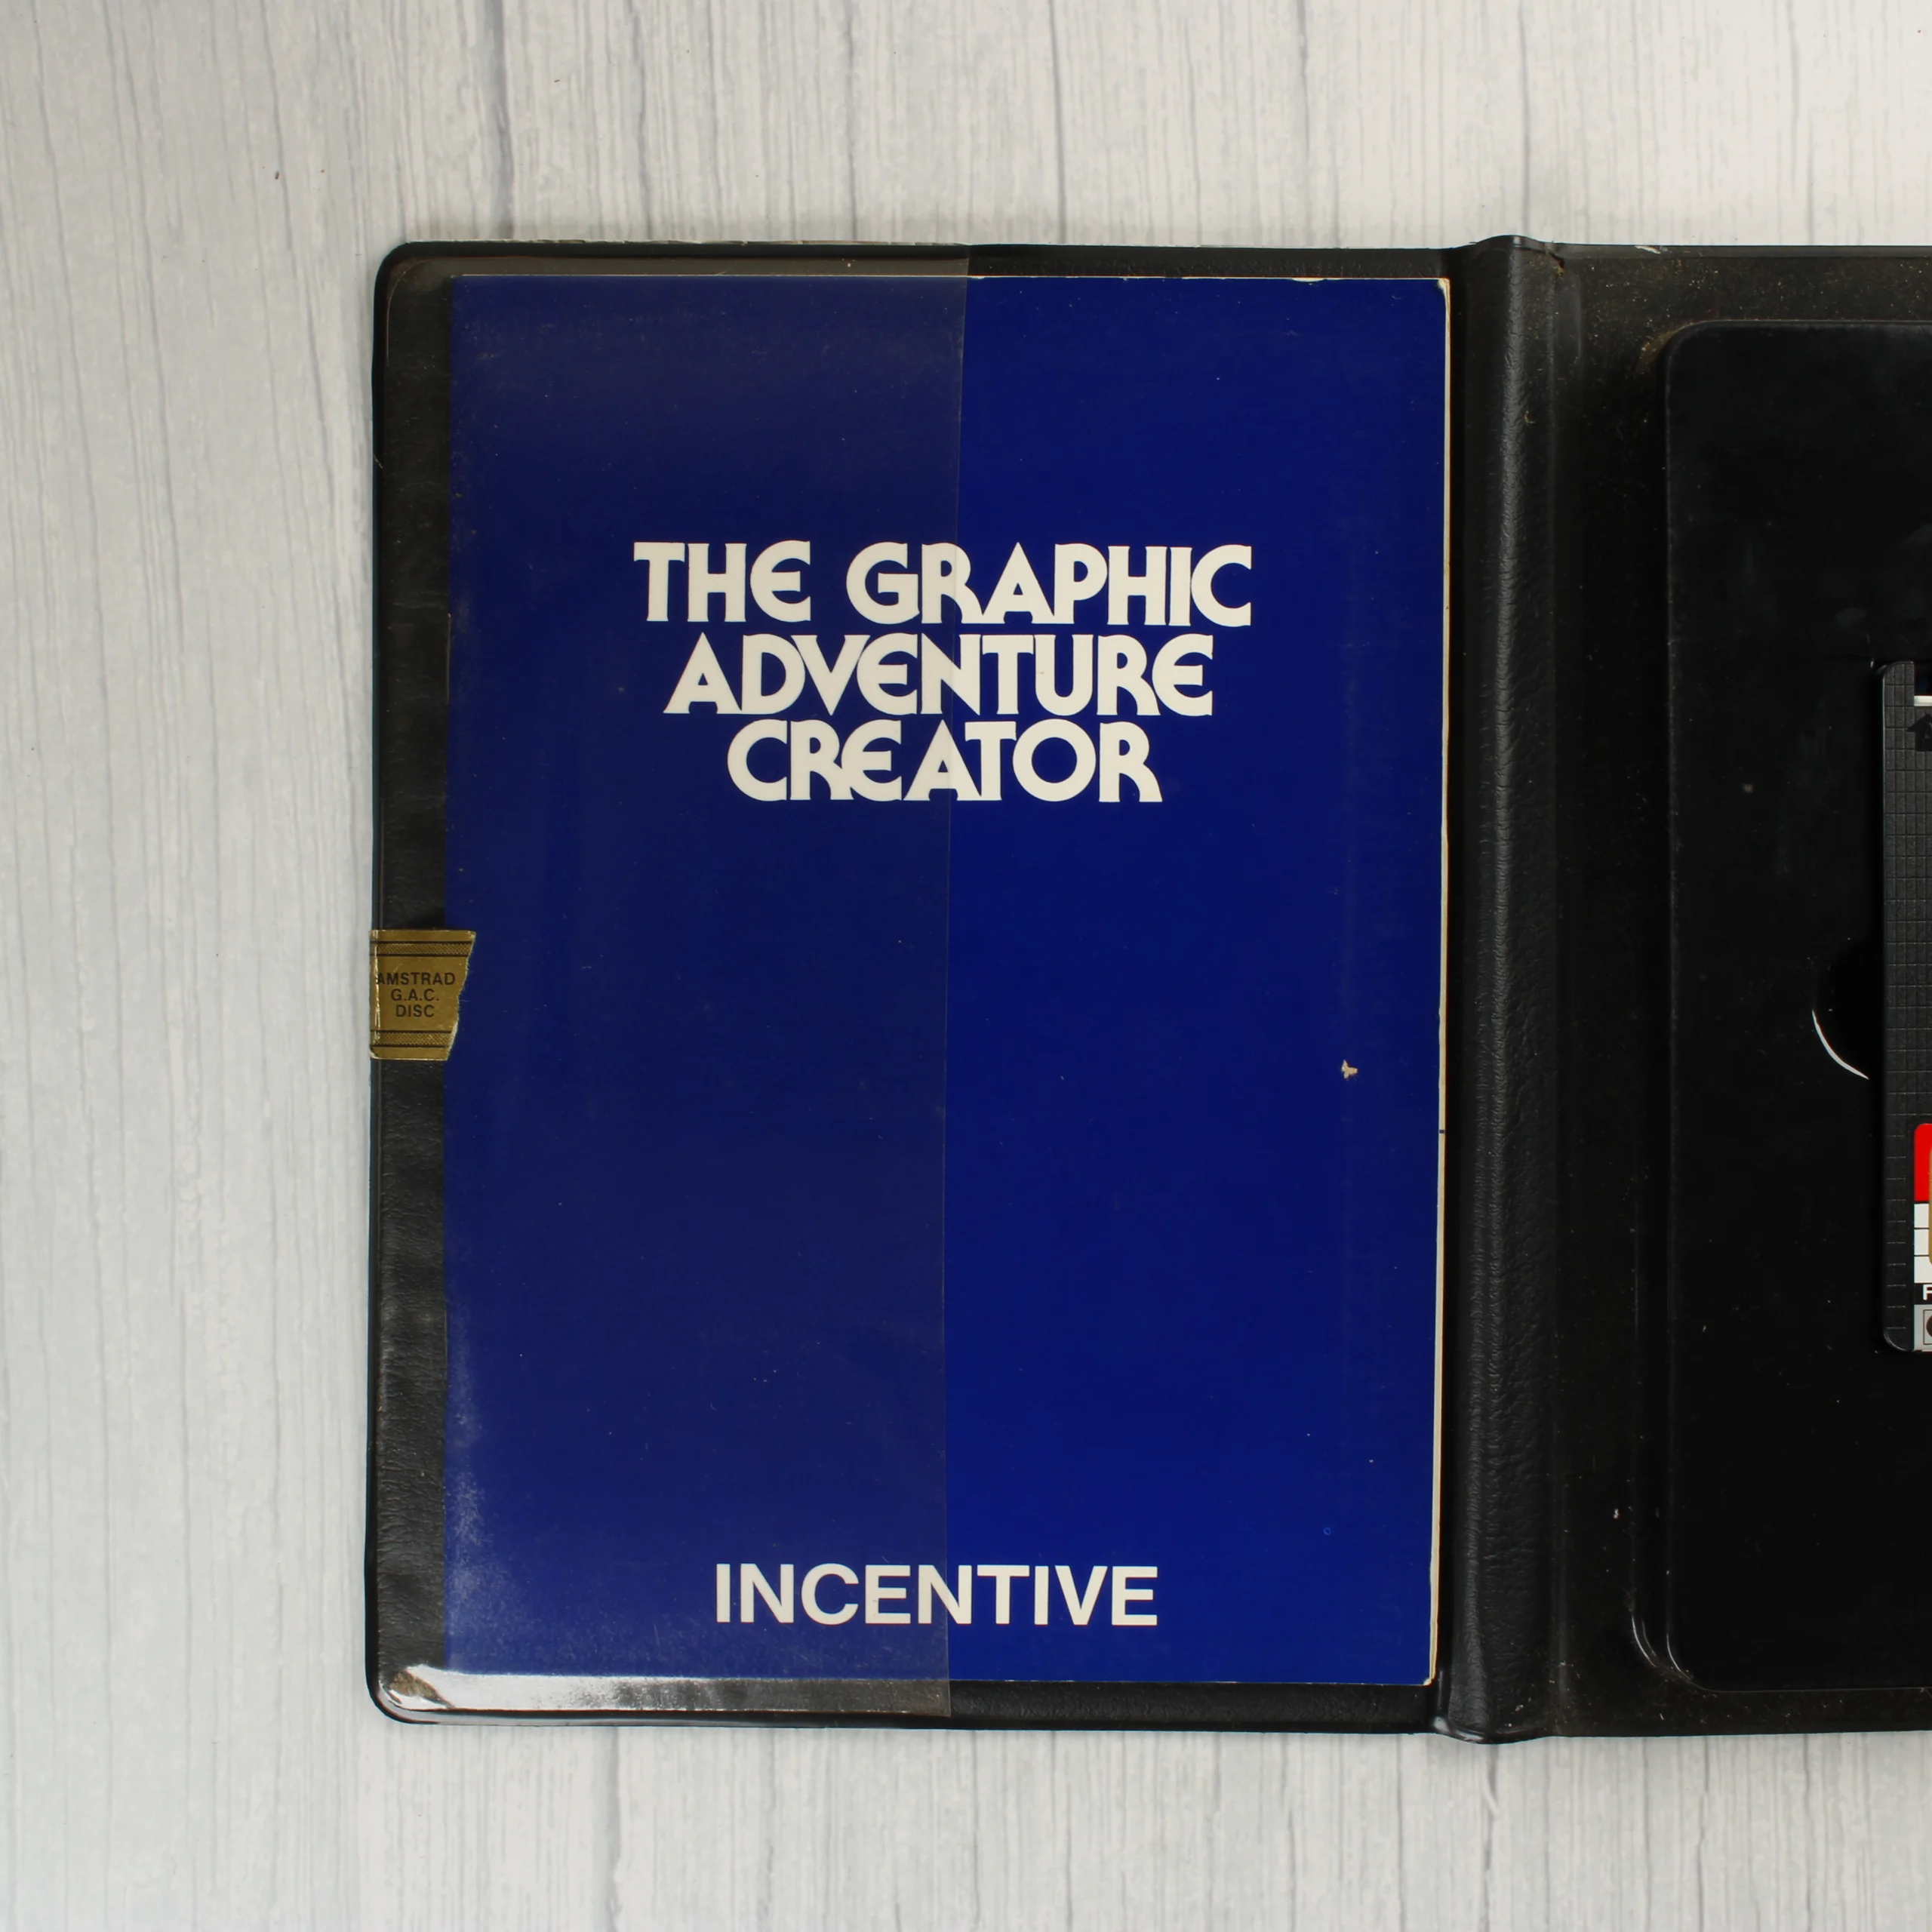 THE GRAPHIC
ADVENTURE
CREATOR
AMSTRAD
G.A.C.
DISC
INCENTIVE